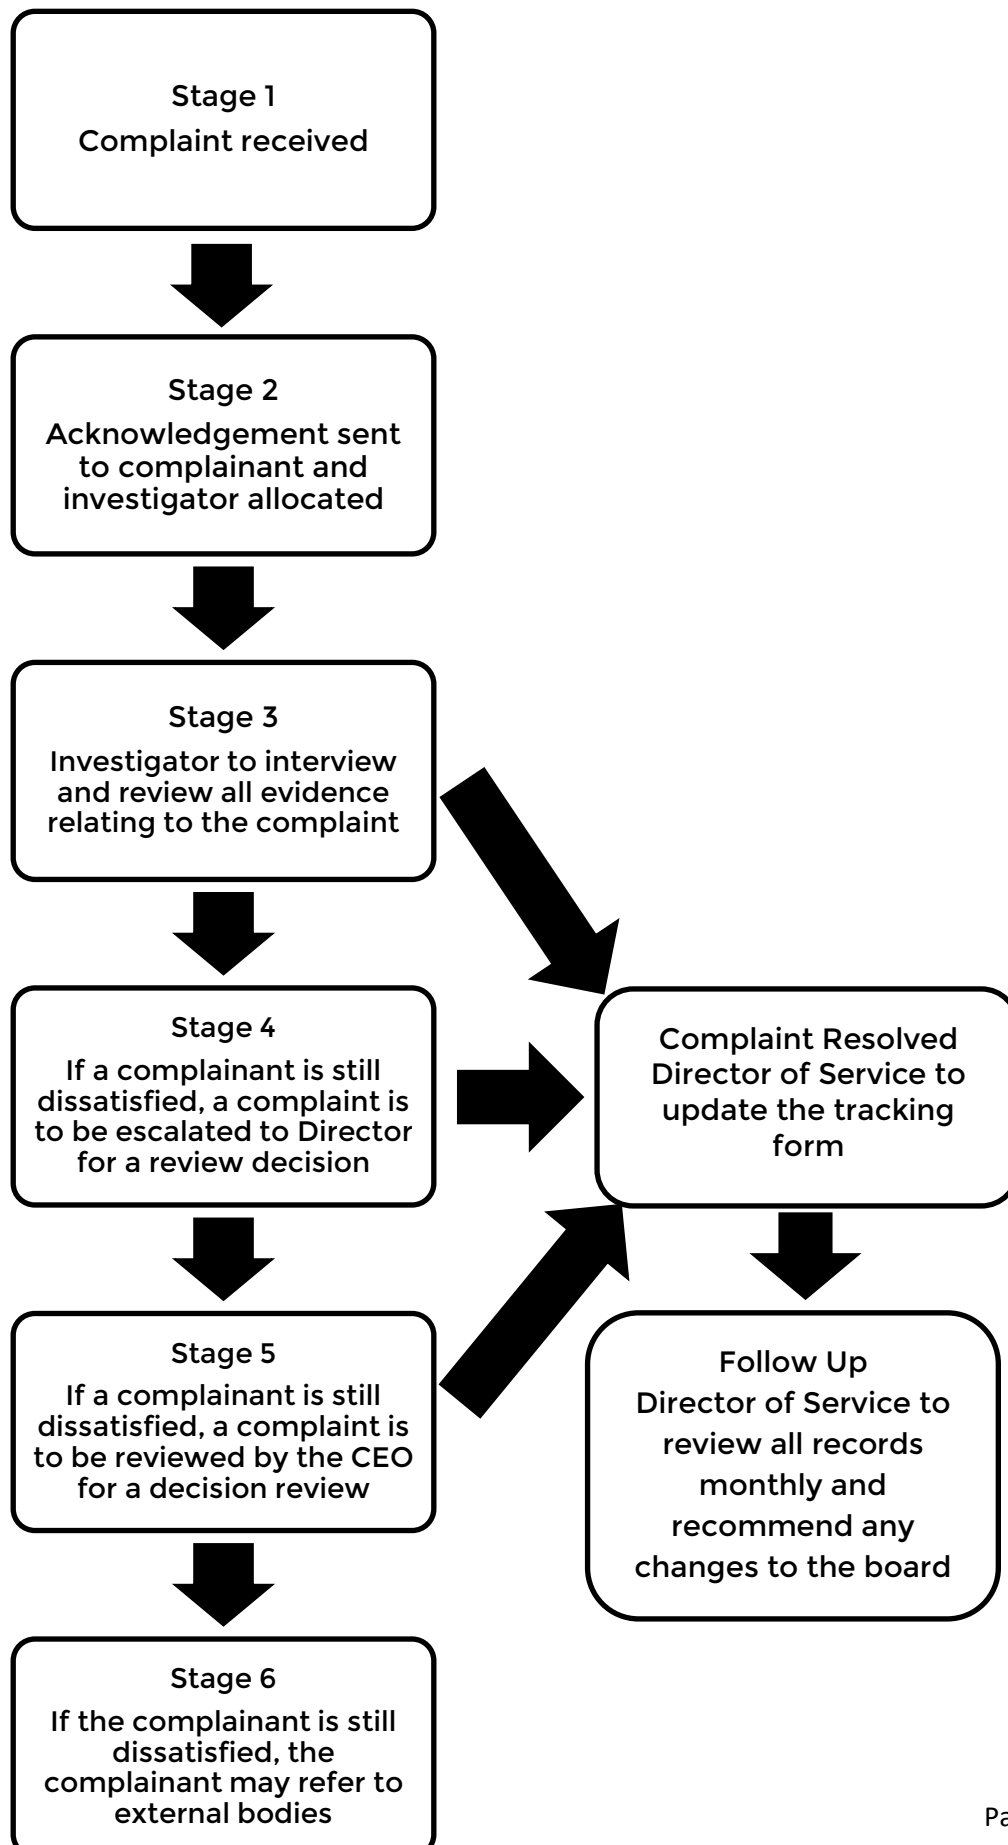 Stage 1
Complaint received
Stage 2
Acknowledgement sent
to complainant and
investigator allocated
Stage 3
Investigator to interview
and review all evidence
relating to the complaint
Stage 4
If a complainant is still
dissatisfied, a complaint is
to be escalated to Director
for a review decision
Complaint Resolved
Director of Service to
update the tracking
form
Stage 5
If a complainant is still
dissatisfied, a complaint is
to be reviewed by the CEO
for a decision review
Follow Up
Director of Service to
review all records
monthly and
recommend any
changes to the board
Stage 6
If the complainant is still
dissatisfied, the
complainant may refer to
external bodies